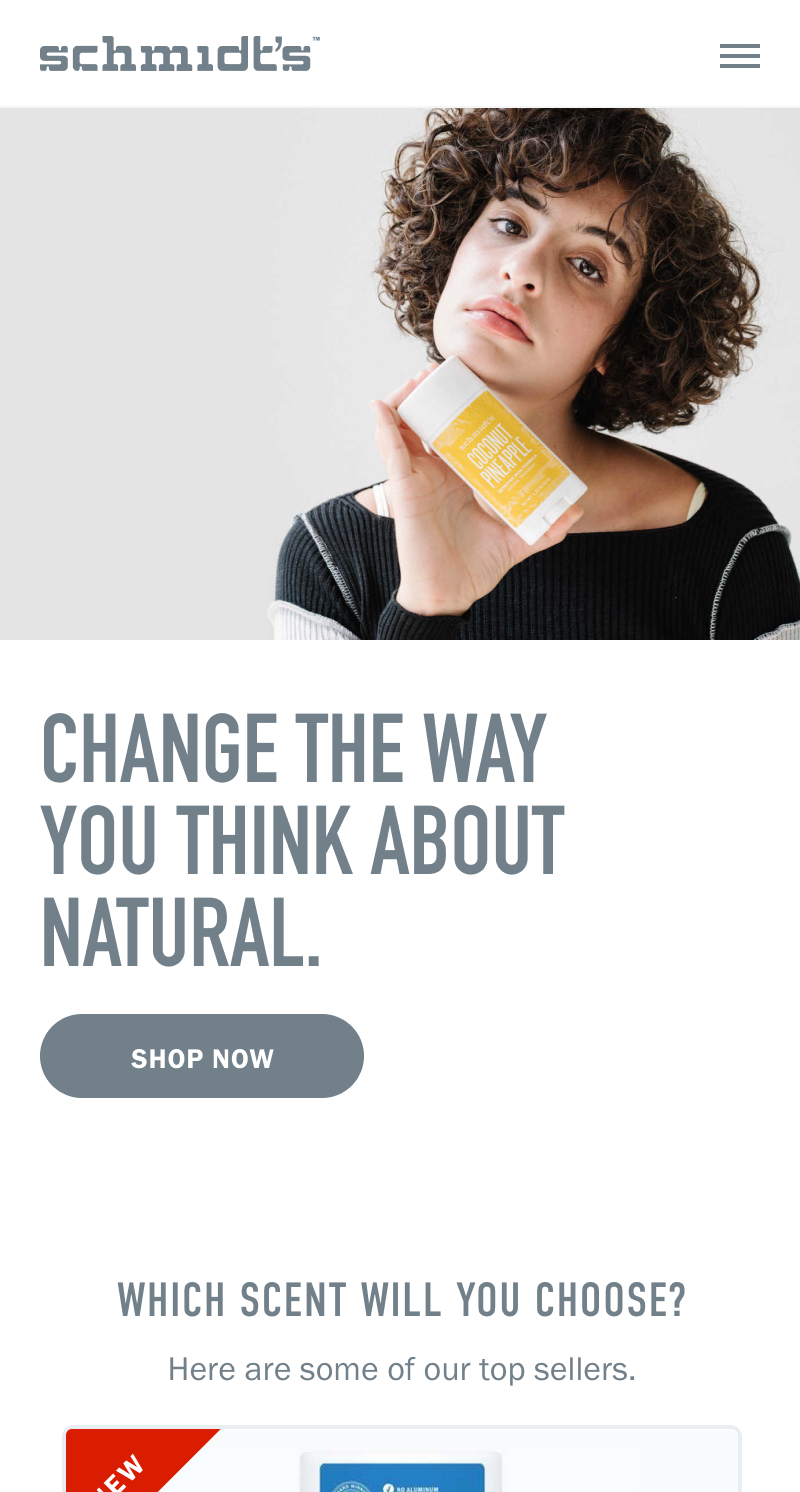 schmidt's™
schmidt's
COCONUT
PINEAPPLE
CHANGE THE WAY
YOU THINK ABOUT
NATURAL.
SHOP NOW
WHICH SCENT WILL YOU CHOOSE?
Here are some of our top sellers.
NEW
NO ALUMINUM